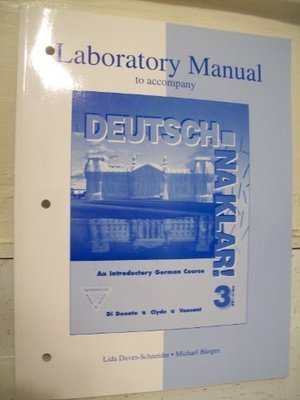 Laboratory Manual
to accompany
DEUTSCH:
NA KLAR!
An Introductory German Course
3
Di Donato • Clyde • Vansant
Lida Daves-Schneider • Michael Büsges